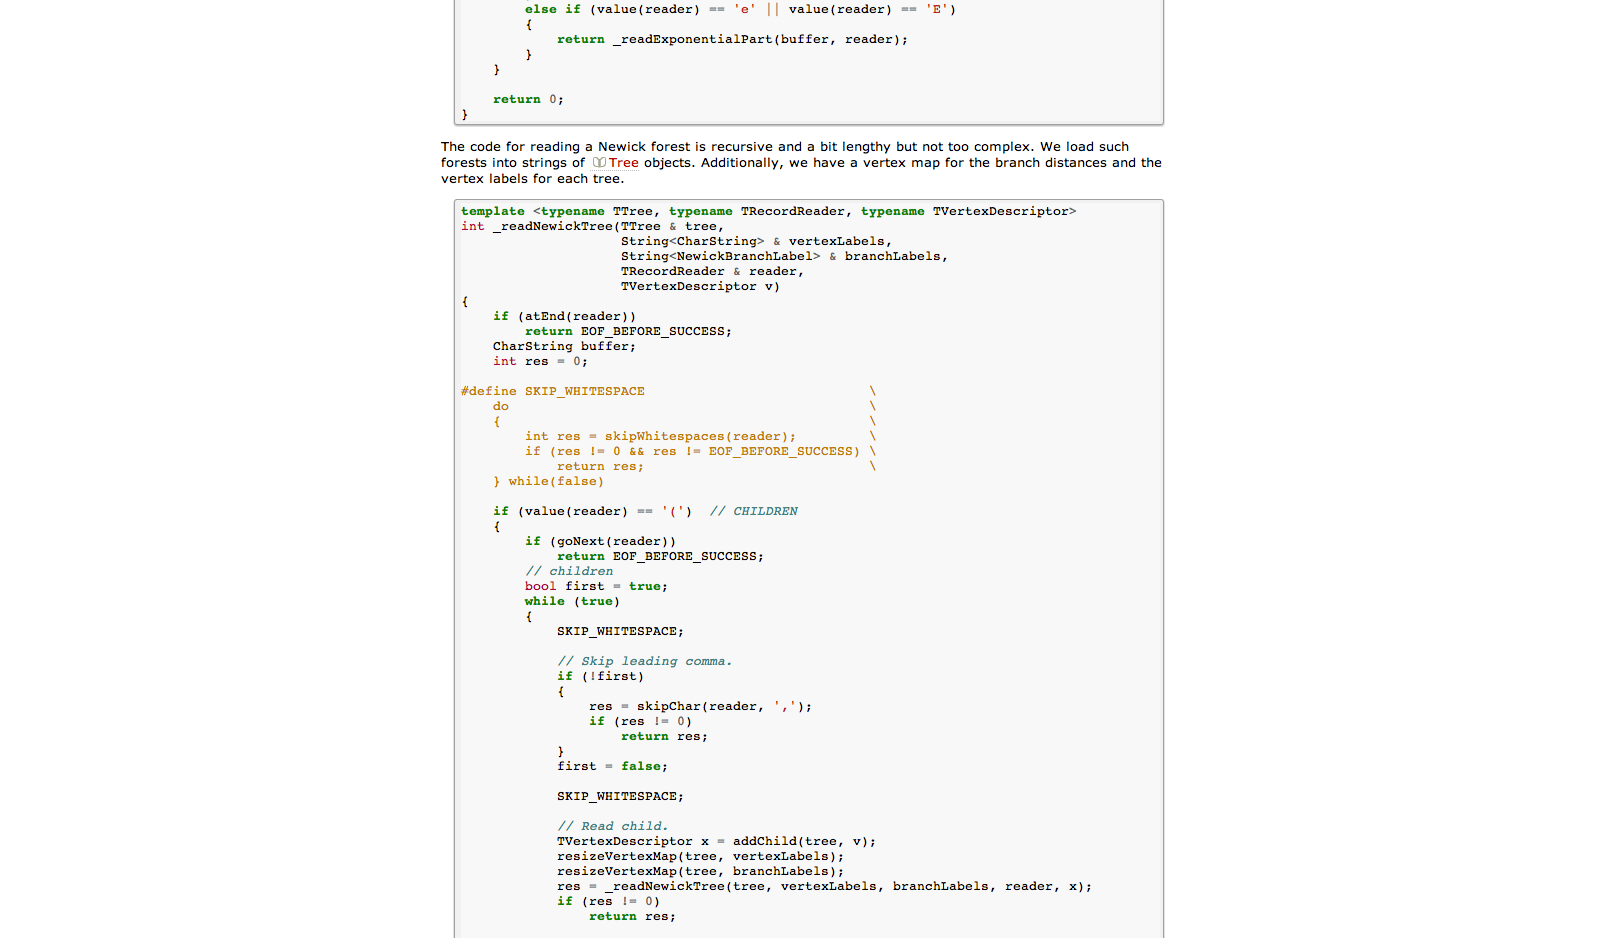 else if (value(reader) == 'e' || value(reader) == 'E')
{
return _readExponentialPart(buffer, reader);
}
}
return 0;
}
The code for reading a Newick forest is recursive and a bit lengthy but not too complex. We load such
forests into strings of Tree objects. Additionally, we have a vertex map for the branch distances and the
vertex labels for each tree.
template <typename TTree, typename TRecordReader, typename TVertexDescriptor>
int _readNewickTree(TTree & tree,
String<CharString> & vertexLabels,
String<NewickBranchLabel> & branchLabels,
TRecordReader & reader,
TVertexDescriptor v)
{
if (atEnd(reader))
return EOF_BEFORE_SUCCESS;
CharString buffer;
int res = 0;
#define SKIP_WHITESPACE \
do \
{ \
int res = skipWhitespaces(reader); \
if (res != 0 && res != EOF_BEFORE_SUCCESS) \
return res; \
} while(false)
if (value(reader) == '(') // CHILDREN
{
if (goNext(reader))
return EOF_BEFORE_SUCCESS;
// children
bool first = true;
while (true)
{
SKIP_WHITESPACE;
// Skip leading comma.
if (!first)
{
res = skipChar(reader, ',');
if (res != 0)
return res;
}
first = false;
SKIP_WHITESPACE;
// Read child.
TVertexDescriptor x = addChild(tree, v);
resizeVertexMap(tree, vertexLabels);
resizeVertexMap(tree, branchLabels);
res = _readNewickTree(tree, vertexLabels, branchLabels, reader, x);
if (res != 0)
return res;